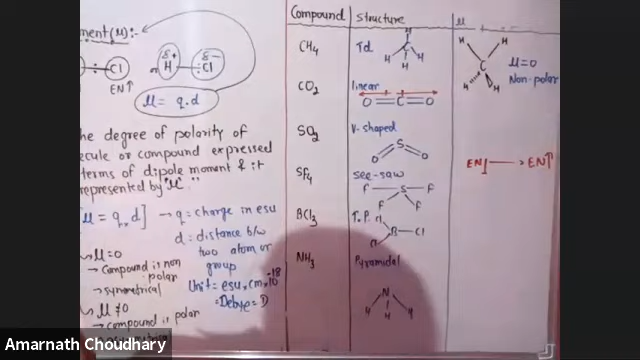 ment (μ) :-
δ+ δ-
Cl H — :Cl
EN↑
μ = q.d
he degree of polarity of
ecule or compound expressed
terms of dipole moment & it
represented by "μ"
[μ = q×d] → q = charge in esu
d = distance b/w
two atom or
group
μ = 0
→ Compound is non
polar
→ symmetrical
Unit = esu.cm×10^-18
= Debye = D
μ ≠ 0
→ compound is polar
Compound Structure μ
CH4 Td
C
H H H
H H
C
H H
μ = 0
Non-polar
CO2 linear
O=C=O
SO2 V-shaped
S
O O
EN↓ → EN↑
SF4 See-saw
F S F
F F
BCl3 T.P.
B — Cl
NH3 Pyramidal
N
H H H
Amarnath Choudhary